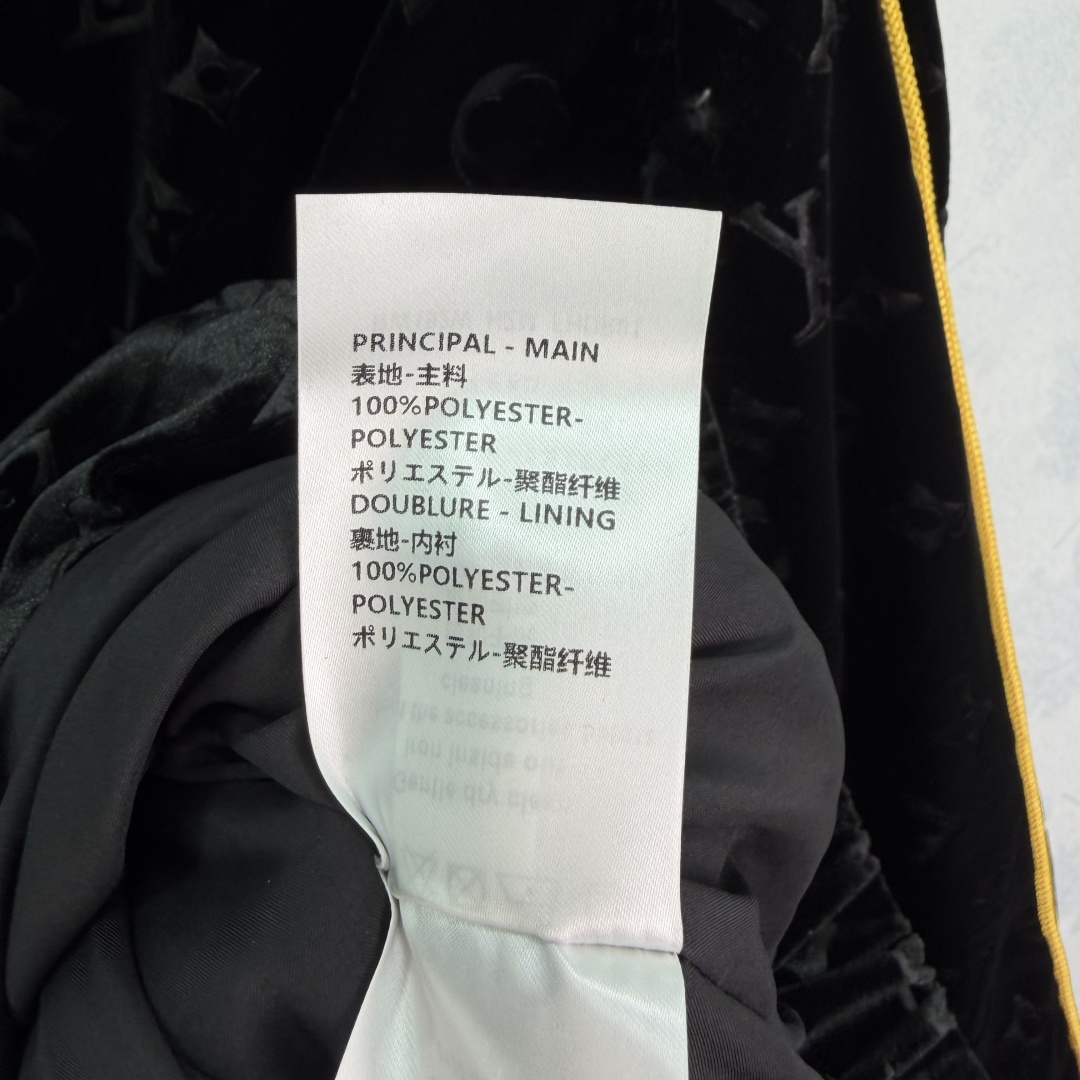 PRINCIPAL - MAIN
表地-主料
100%POLYESTER-
POLYESTER
ポリエステル-聚酯纤维
DOUBLURE - LINING
裏地-内衬
100%POLYESTER-
POLYESTER
ポリエステル-聚酯纤维